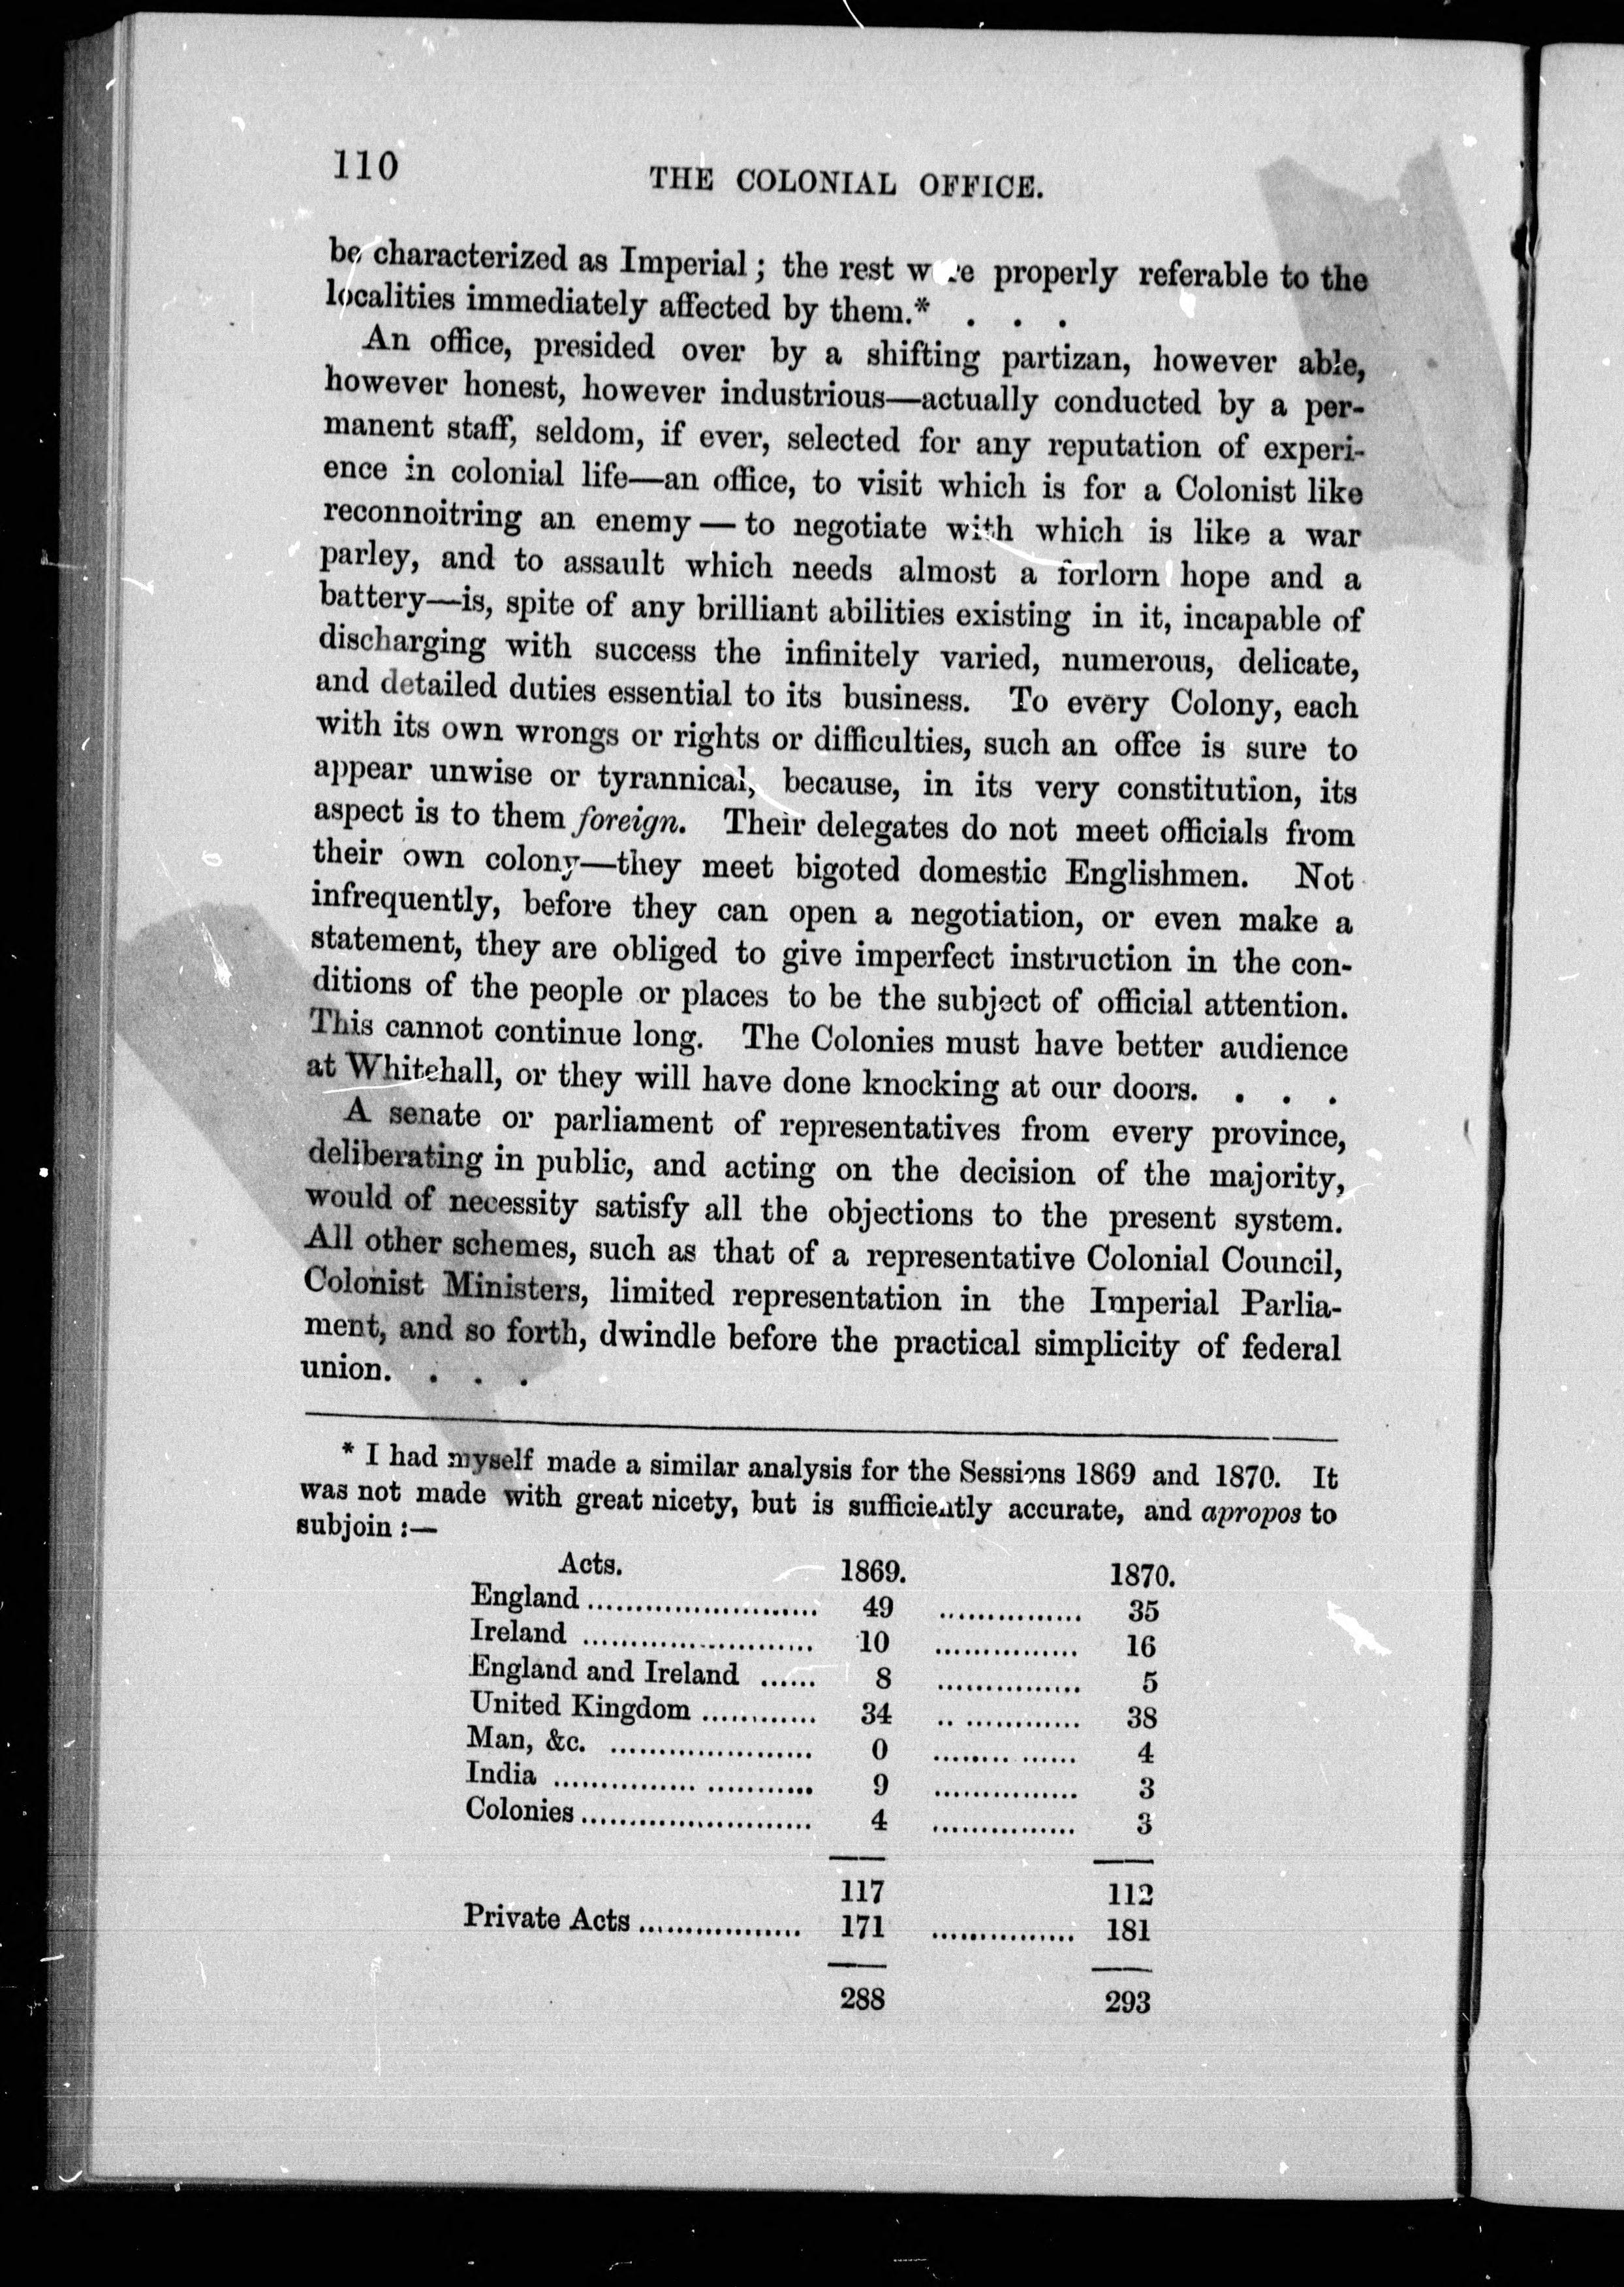 110
THE COLONIAL OFFICE.
be characterized as Imperial; the rest were properly referable to the
localities immediately affected by them.* . . .
An office, presided over by a shifting partizan, however able,
however honest, however industrious—actually conducted by a per-
manent staff, seldom, if ever, selected for any reputation of experi-
ence in colonial life—an office, to visit which is for a Colonist like
reconnoitring an enemy—to negotiate with which is like a war
parley, and to assault which needs almost a forlorn hope and a
battery—is, spite of any brilliant abilities existing in it, incapable of
discharging with success the infinitely varied, numerous, delicate,
and detailed duties essential to its business. To every Colony, each
with its own wrongs or rights or difficulties, such an offce is sure to
appear unwise or tyrannical, because, in its very constitution, its
aspect is to them foreign. Their delegates do not meet officials from
their own colony—they meet bigoted domestic Englishmen. Not
infrequently, before they can open a negotiation, or even make a
statement, they are obliged to give imperfect instruction in the con-
ditions of the people or places to be the subject of official attention.
This cannot continue long. The Colonies must have better audience
at Whitehall, or they will have done knocking at our doors. . . .
A senate or parliament of representatives from every province,
deliberating in public, and acting on the decision of the majority,
would of necessity satisfy all the objections to the present system.
All other schemes, such as that of a representative Colonial Council,
Colonist Ministers, limited representation in the Imperial Parlia-
ment, and so forth, dwindle before the practical simplicity of federal
union. . . .
* I had myself made a similar analysis for the Sessions 1869 and 1870. It
was not made with great nicety, but is sufficiently accurate, and apropos to
subjoin:—
Acts. 1869. 1870.
England ........................ 49 ............... 35
Ireland ........................ 10 ............... 16
England and Ireland ...... 8 ............... 5
United Kingdom ............ 34 ............... 38
Man, &c. ..................... 0 ............... 4
India .......................... 9 ............... 3
Colonies ........................ 4 ............... 3
117 112
Private Acts ................. 171 ............... 181
288 293